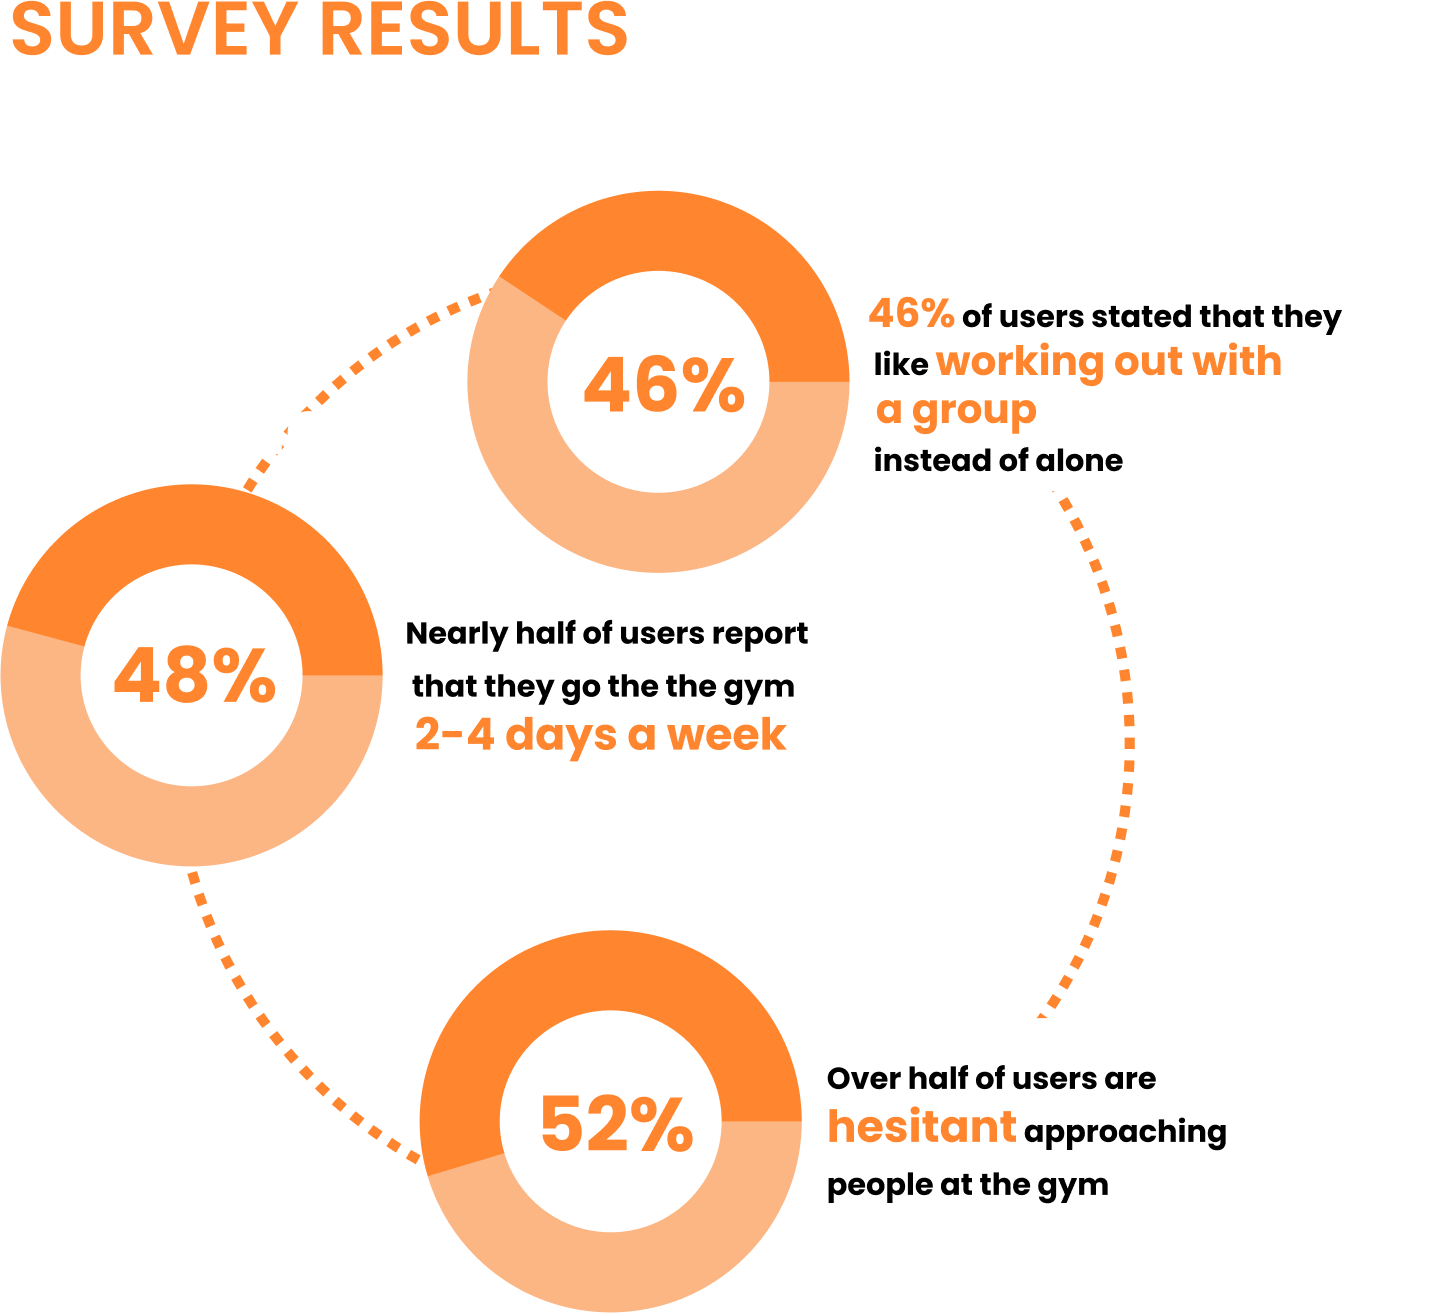 SURVEY RESULTS
46%
46% of users stated that they
like working out with
a group
instead of alone
48%
Nearly half of users report
that they go the the gym
2-4 days a week
52%
Over half of users are
hesitant approaching
people at the gym